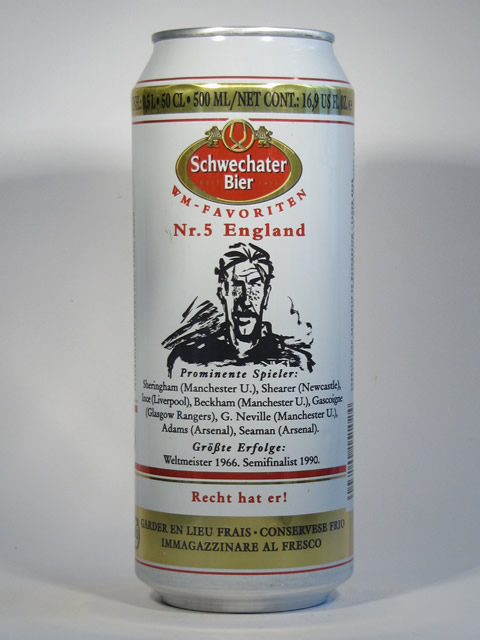 0,5 L • 50 CL • 500 ML/NET CONT.: 16,9 US FL.OZ
Schwechater
Bier
WM-FAVORITEN
Nr.5 England
Prominente Spieler:
Sheringham (Manchester U.), Shearer (Newcastle),
Ince (Liverpool), Beckham (Manchester U.), Gascoigne
(Glasgow Rangers), G. Neville (Manchester U.),
Adams (Arsenal), Seaman (Arsenal).
Größte Erfolge:
Weltmeister 1966. Semifinalist 1990.
Recht hat er!
GARDER EN LIEU FRAIS • CONSERVESE FRIO
IMMAGAZZINARE AL FRESCO